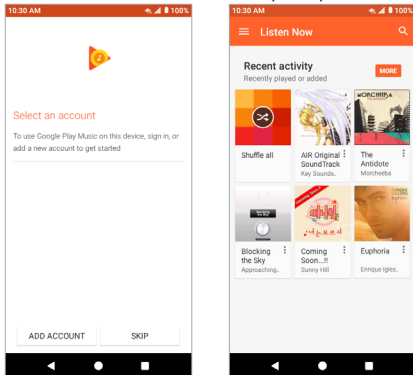 10:30 AM 100%
Select an account
To use Google Play Music on this device, sign in, or
add a new account to get started
ADD ACCOUNT SKIP
10:30 AM 100%
Listen Now
Recent activity
Recently played
or added
MORE
MORCHEEBA
Shuffle all
AIR Original
SoundTrack
Key Sounds..
The
Antidote
Morcheeba
Blocking
the Sky
Approaching..
Coming
Soon...!!
Sunny Hill
Euphoria
Enrique Igles..